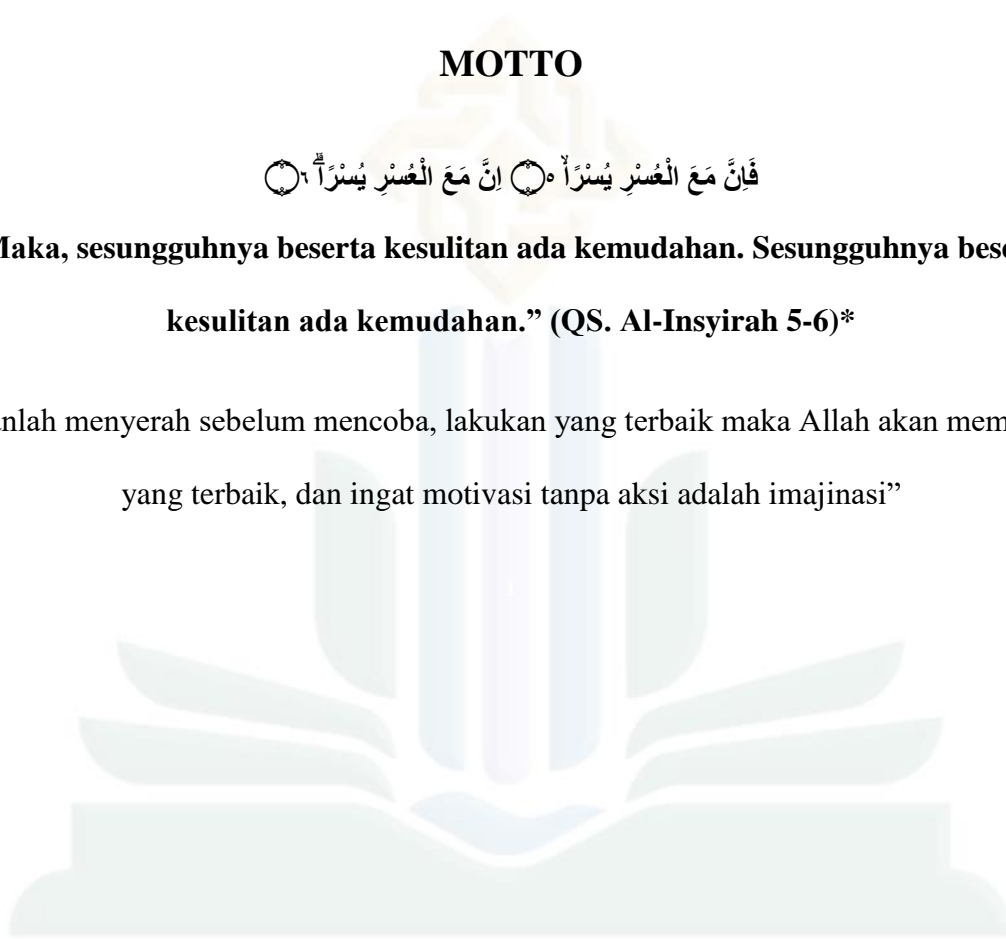 MOTTO
فَاِنَّ مَعَ الْعُسْرِ يُسْرًاۙ ۝٥ اِنَّ مَعَ الْعُسْرِ يُسْرًاۗ ۝٦
Maka, sesungguhnya beserta kesulitan ada kemudahan. Sesungguhnya bese
kesulitan ada kemudahan.” (QS. Al-Insyirah 5-6)*
nlah menyerah sebelum mencoba, lakukan yang terbaik maka Allah akan mem
yang terbaik, dan ingat motivasi tanpa aksi adalah imajinasi”